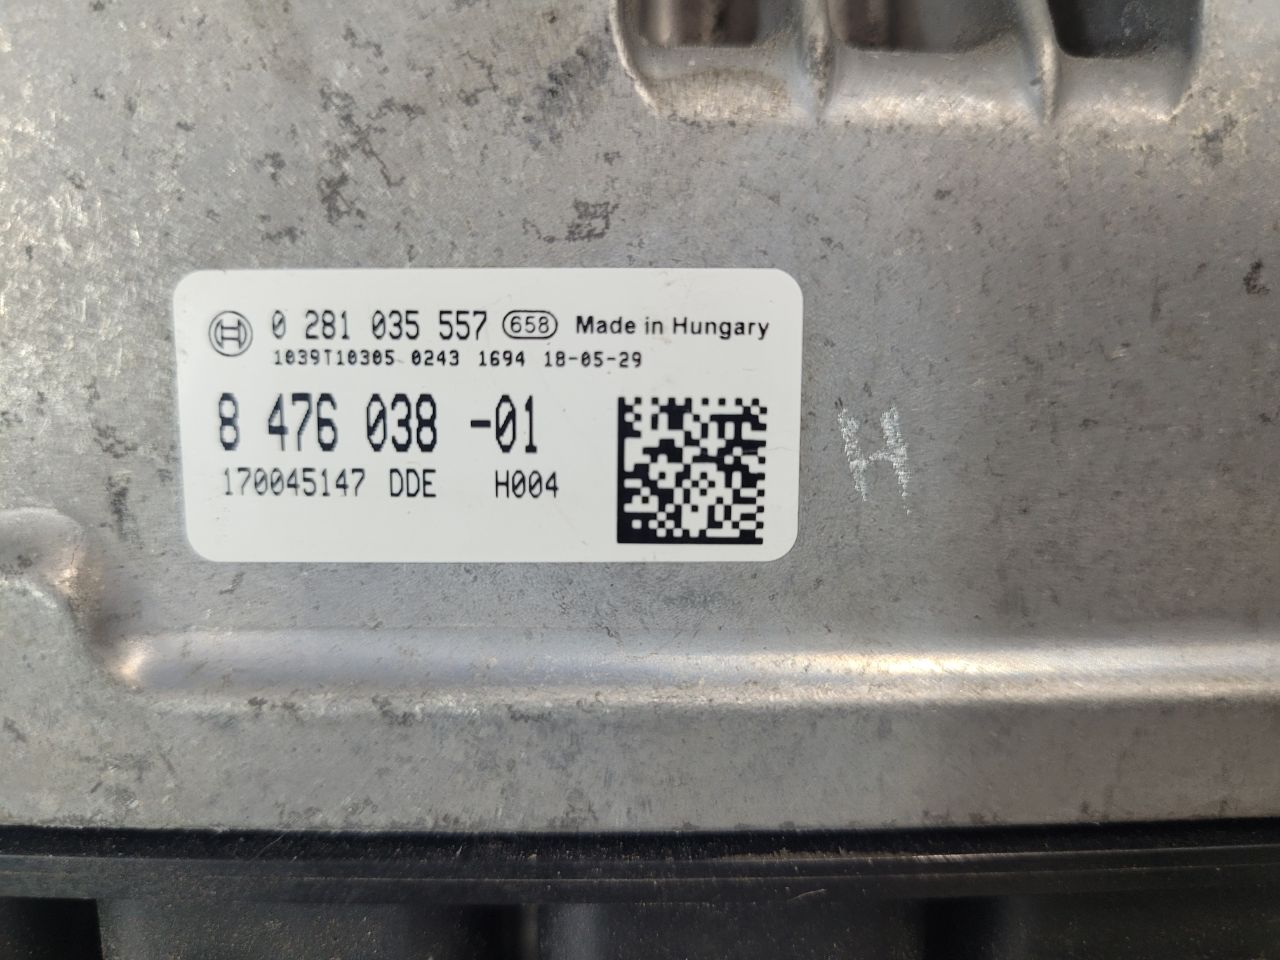 0 281 035 557 658 Made in Hungary
1039T10305 0243 1694 18-05-29
8 476 038 -01
170045147 DDE H004
H